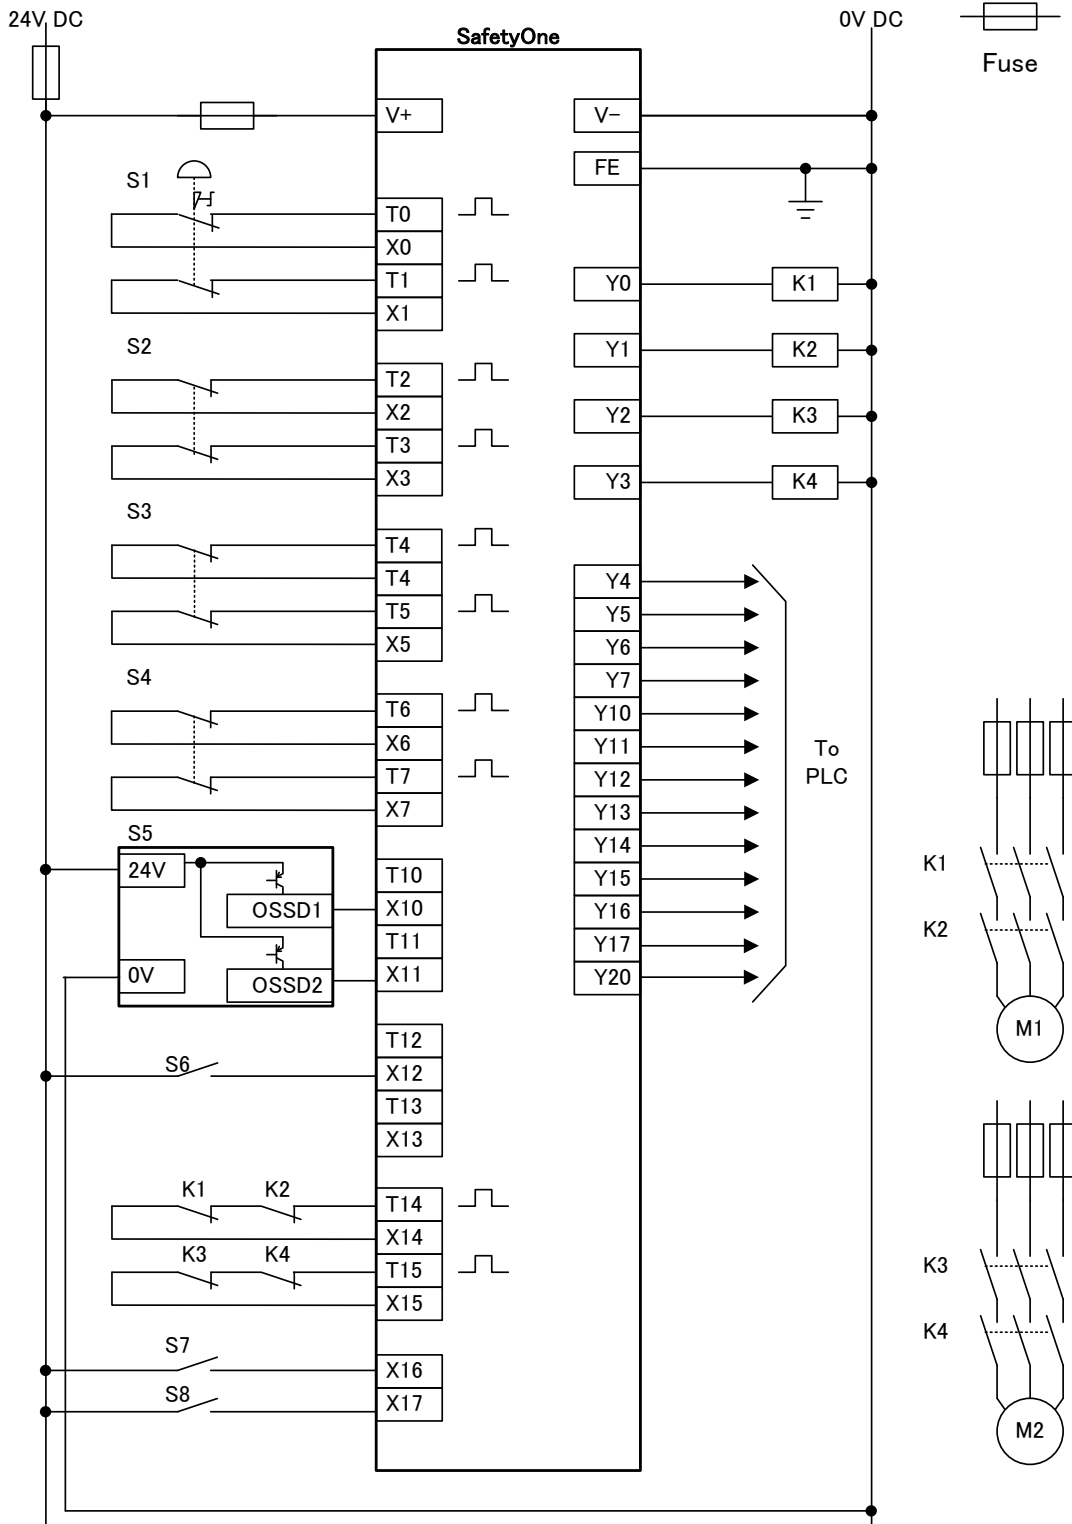 24V DC
0V DC
SafetyOne
Fuse
V+
V-
FE
S1
T0
X0
T1
X1
Y0
K1
S2
Y1
K2
T2
X2
Y2
K3
T3
X3
Y3
K4
S3
T4
T4
T5
X5
Y4
Y5
Y6
Y7
Y10
Y11
Y12
Y13
Y14
Y15
Y16
Y17
Y20
To
PLC
S4
T6
X6
T7
X7
S5
24V
OSSD1
0V
OSSD2
T10
X10
T11
X11
T12
S6
X12
T13
X13
K1
K2
T14
X14
K3
K4
T15
X15
S7
X16
S8
X17
K1
K2
M1
K3
K4
M2